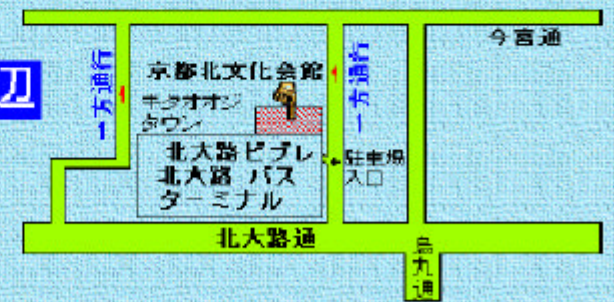 今宮通
辺
一方通行
京都北文化会館
一方通行
キタオオジ
タウン
北大路ビブレ
北大路 バス
ターミナル
駐車場
入口
北大路通
烏丸通